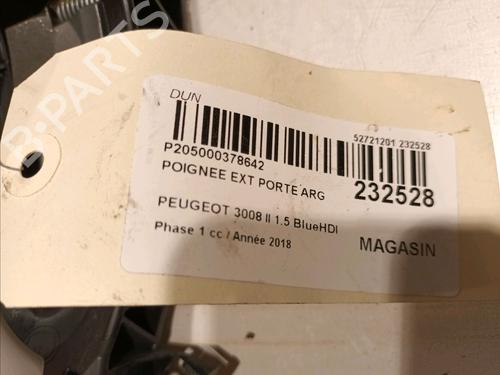 DUN
52721201 232528
P205000378642
POIGNEE EXT PORTE ARG
232528
PEUGEOT 3008 II 1.5 BlueHDI
Phase 1 cc / Année 2018
MAGASIN
B-PARTS